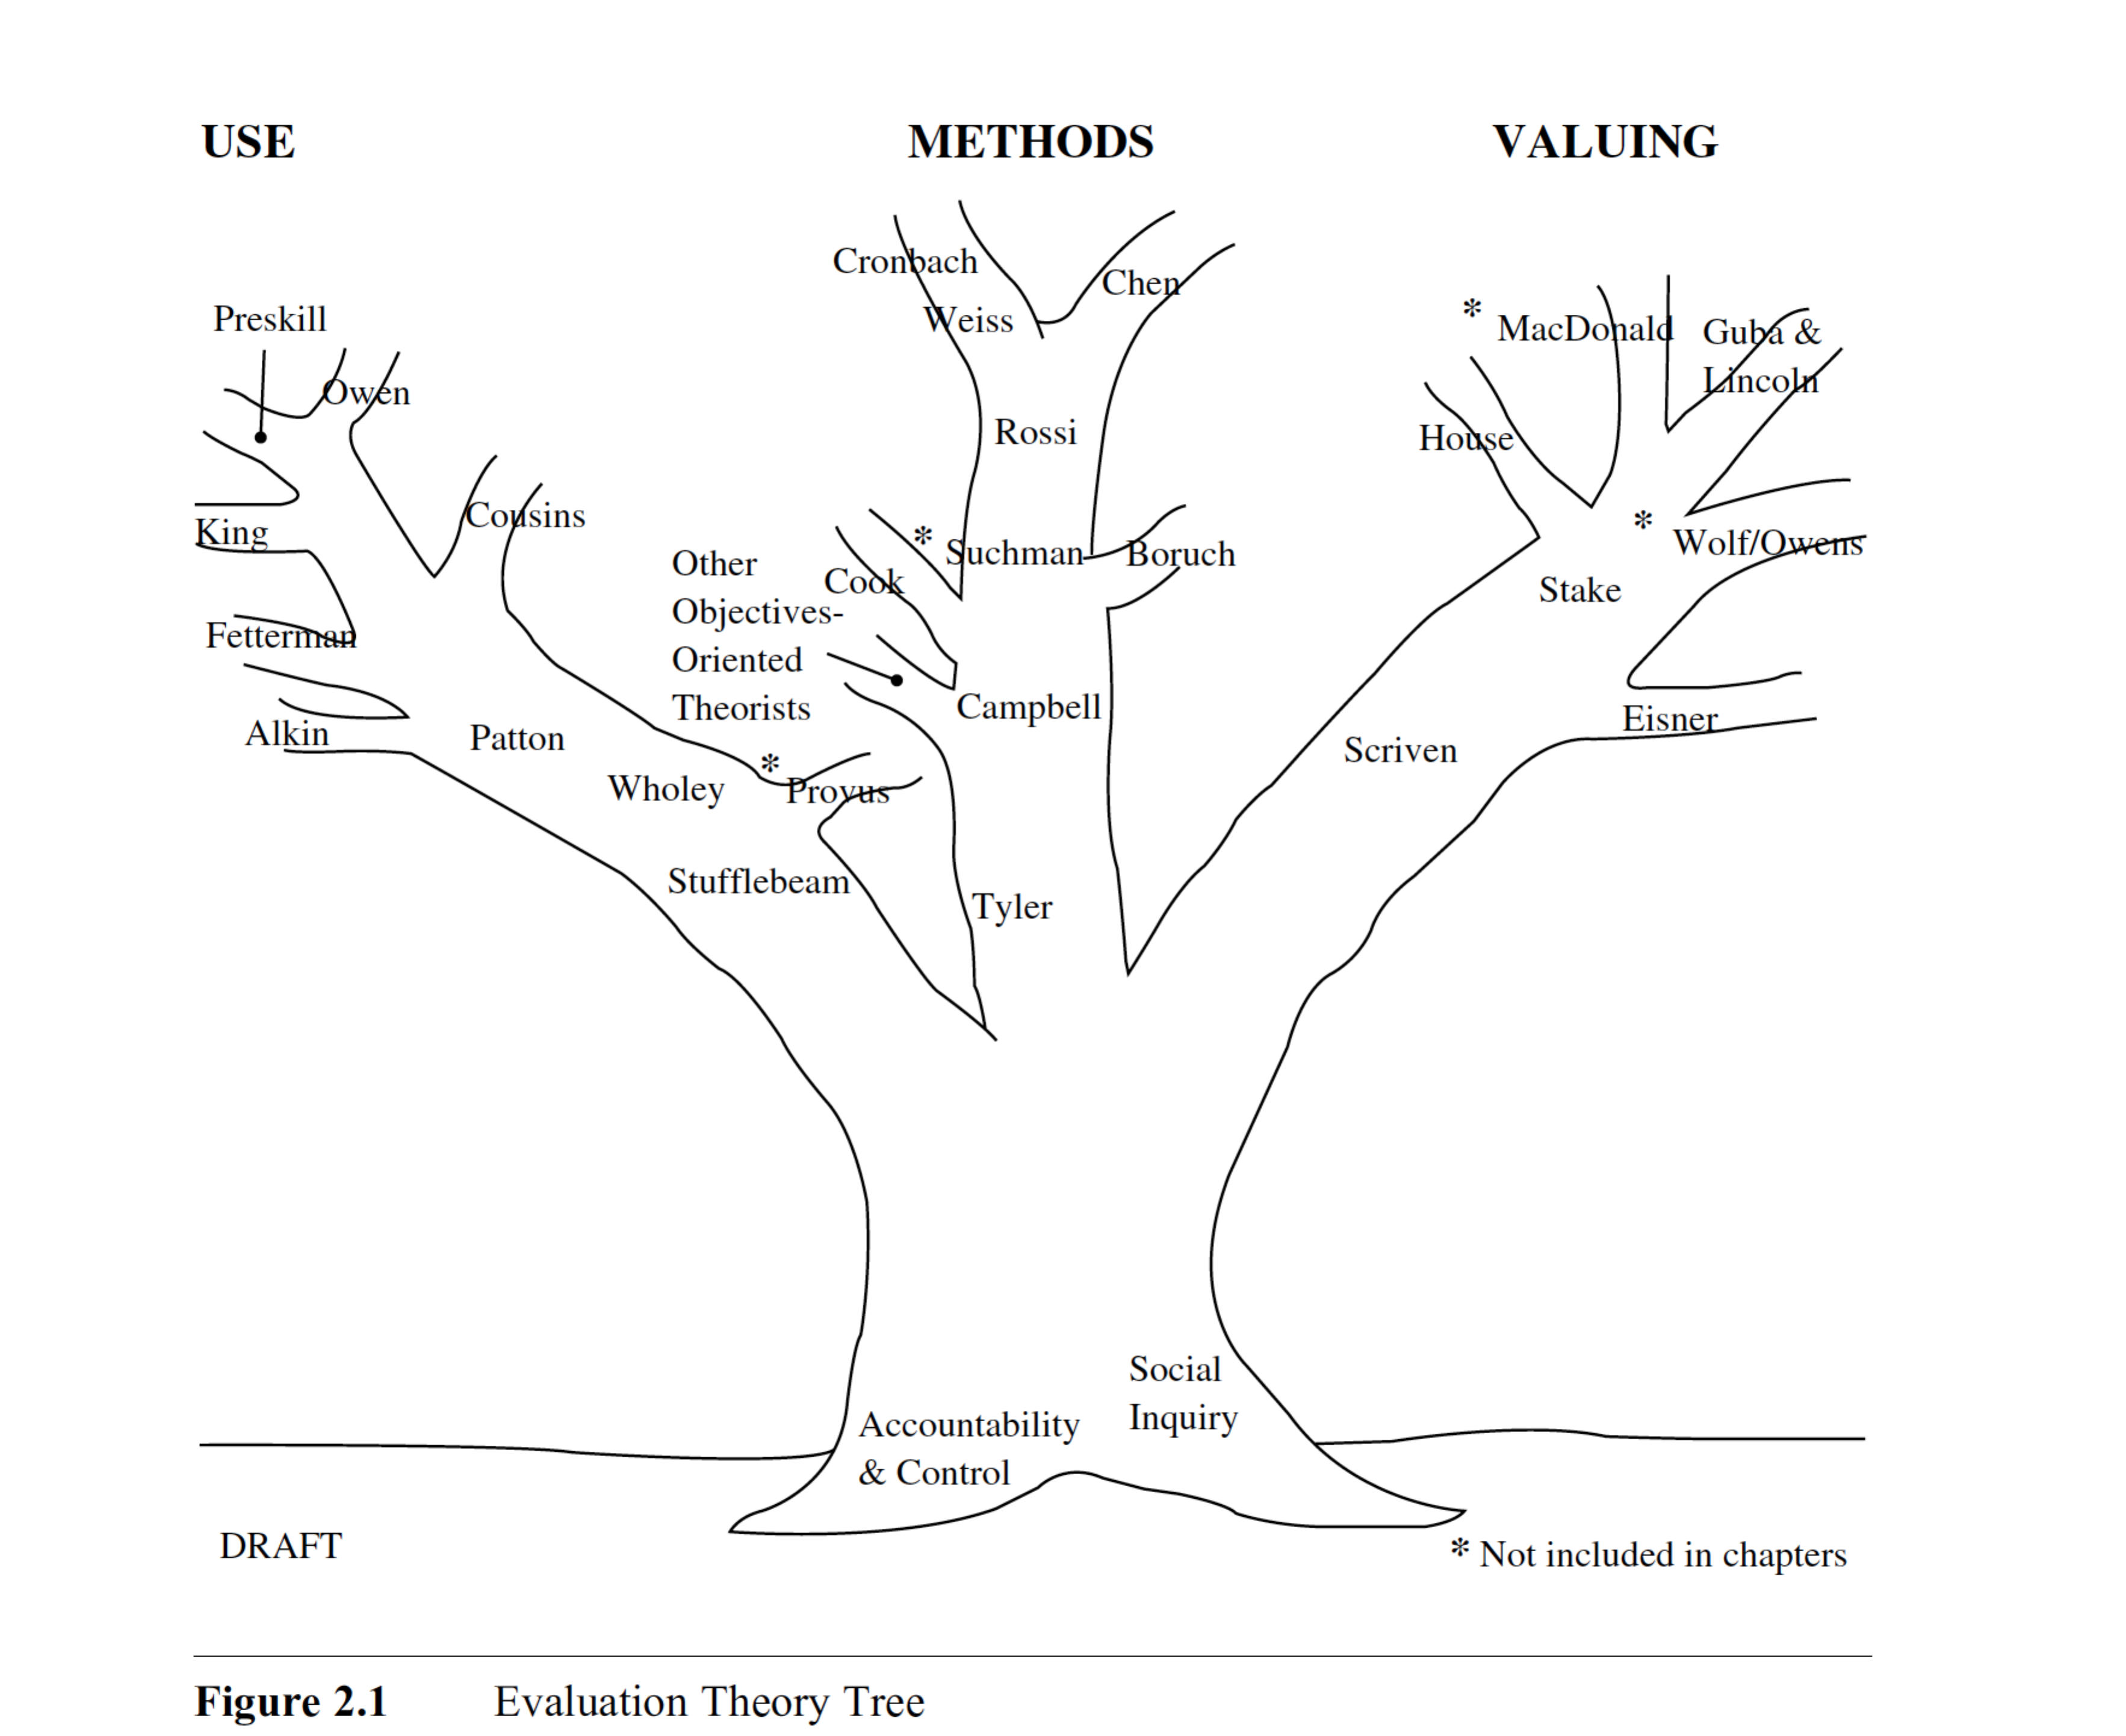 USE
METHODS
VALUING
Cronbach
Chen
Weiss
Preskill
Owen
* MacDonald
Guba &
Lincoln
House
Rossi
King
Cousins
* Suchman
Boruch
* Wolf/Owens
Other
Objectives-
Oriented
Theorists
Cook
Stake
Fetterman
Campbell
Alkin
Patton
Eisner
Scriven
Wholey
* Provus
Stufflebeam
Tyler
Social
Inquiry
Accountability
& Control
DRAFT
* Not included in chapters
Figure 2.1 Evaluation Theory Tree